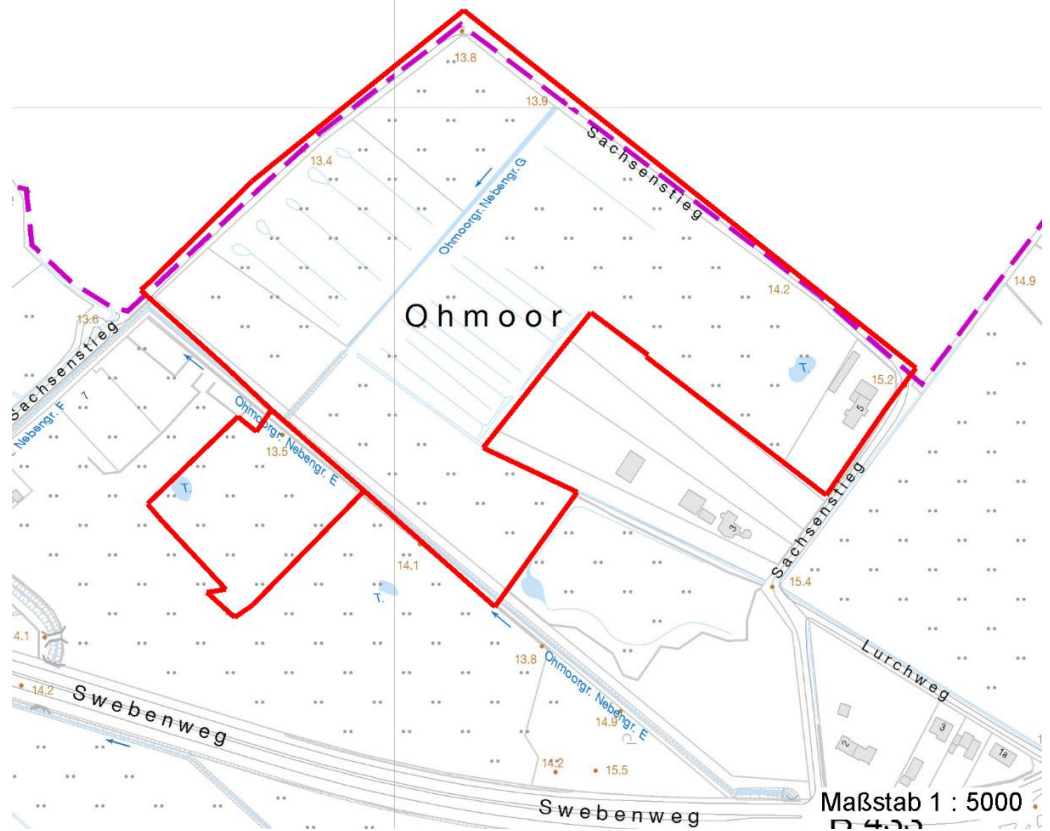 13.8
13.9
Sachsenstieg
13.4
Ohmoorgr. Nebengr. G
14.9
14.2
Ohmoor
13.8
Sachsenstieg
T.
15.2
5
7
Ohmoorgr. Nebengr. E
13.5
. Nebengr. F
T.
Sachsenstieg
3
14.1
15.4
T.
4.1
13.8
Lurchweg
Ohmoorgr. Nebengr. E
14.2
Swebenweg
14.9
3
2
1a
14.2
15.5
Swebenweg
Maßstab 1 : 5000